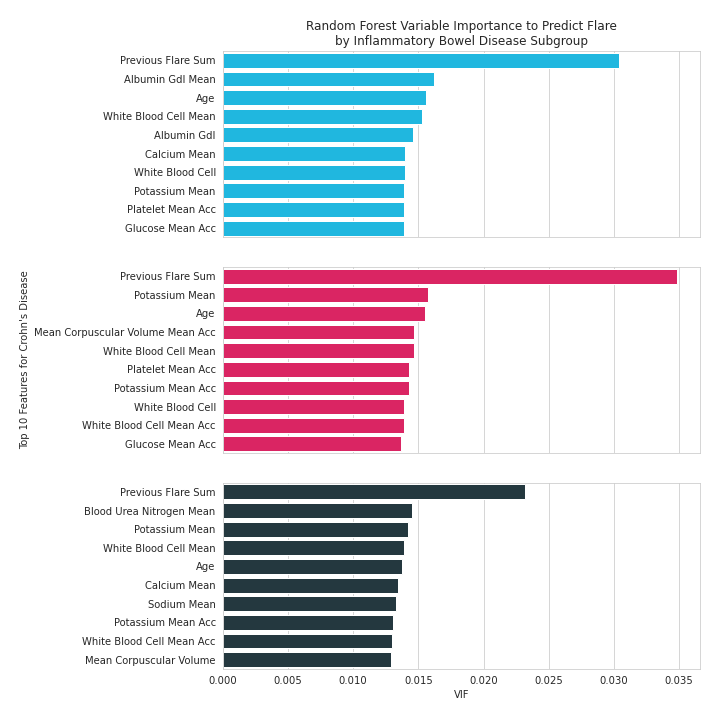 Random Forest Variable Importance to Predict Flare
by Inflammatory Bowel Disease Subgroup
Previous Flare Sum
Albumin Gdl Mean
Age
White Blood Cell Mean
Albumin Gdl
Calcium Mean
White Blood Cell
Potassium Mean
Platelet Mean Acc
Glucose Mean Acc
Top 10 Features for Crohn's Disease
Previous Flare Sum
Potassium Mean
Age
Mean Corpuscular Volume Mean Acc
White Blood Cell Mean
Platelet Mean Acc
Potassium Mean Acc
White Blood Cell
White Blood Cell Mean Acc
Glucose Mean Acc
Previous Flare Sum
Blood Urea Nitrogen Mean
Potassium Mean
White Blood Cell Mean
Age
Calcium Mean
Sodium Mean
Potassium Mean Acc
White Blood Cell Mean Acc
Mean Corpuscular Volume
0.000 0.005 0.010 0.015 0.020 0.025 0.030 0.035
VIF